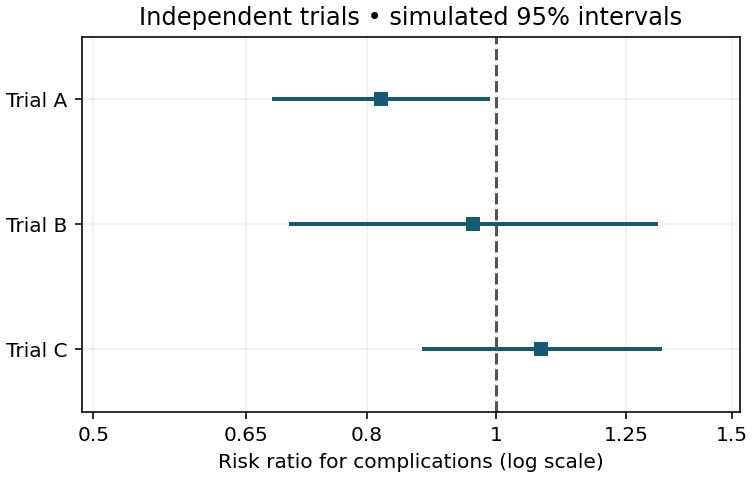 Independent trials • simulated 95% intervals
Trial A
Trial B
Trial C
0.5 0.65 0.8 1 1.25 1.5
Risk ratio for complications (log scale)